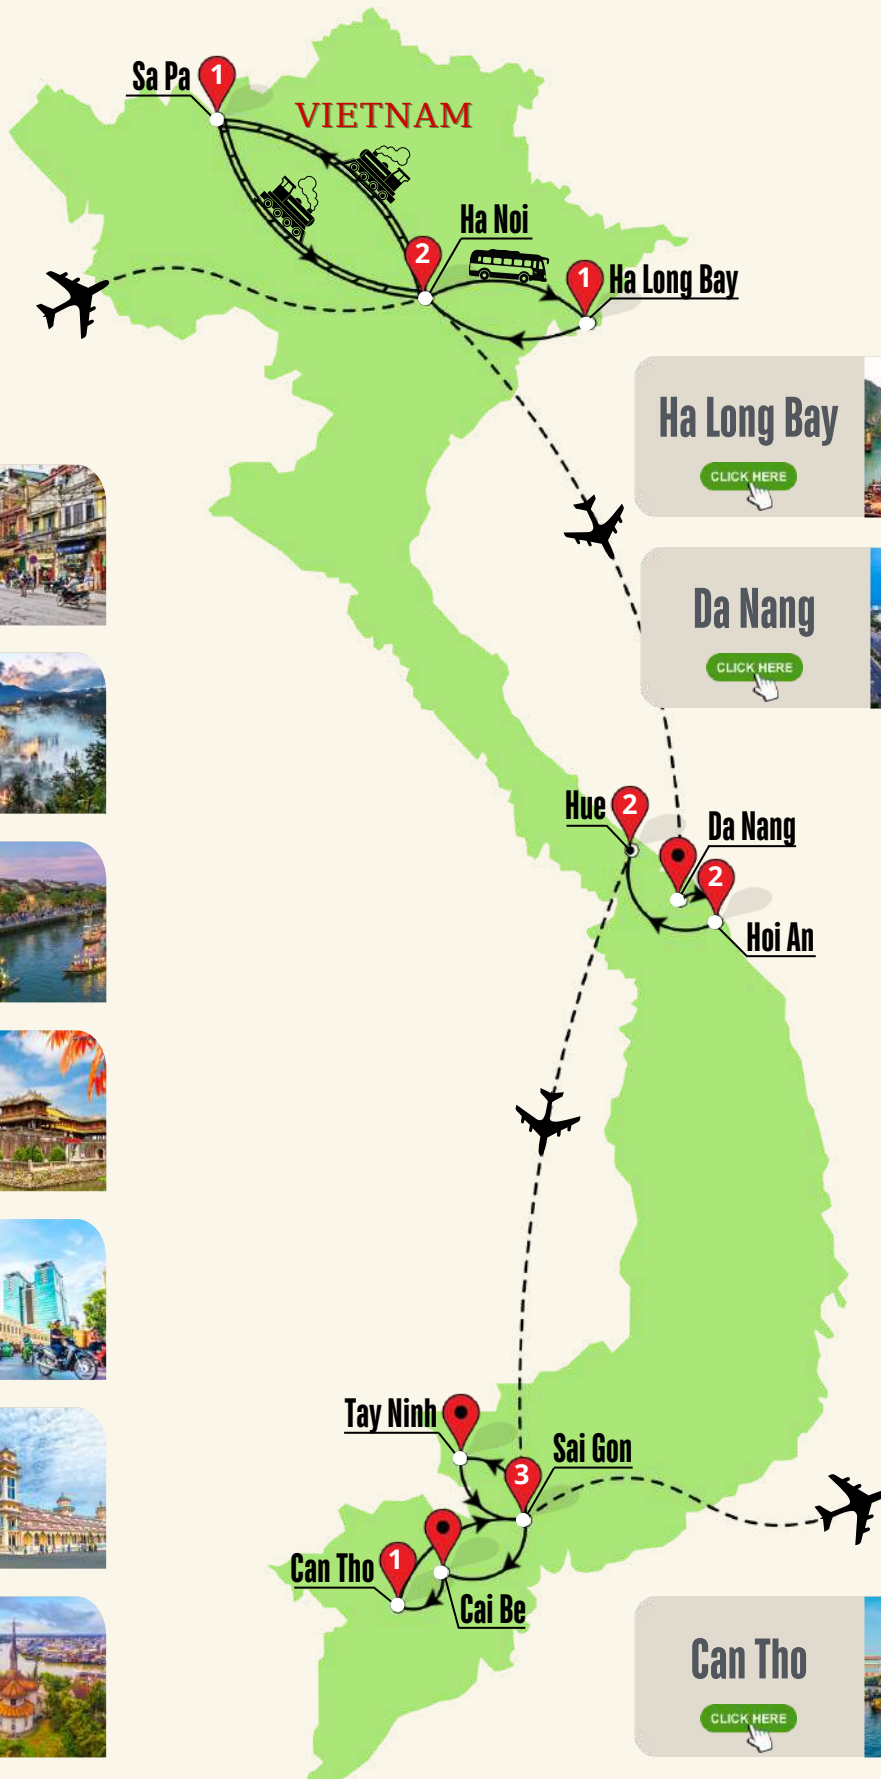 Sa Pa
1
VIETNAM
Ha Noi
2
1
Ha Long Bay
Ha Long Bay
CLICK HERE
Da Nang
CLICK HERE
Hue
2
Da Nang
2
Hoi An
Tay Ninh
Sai Gon
3
Can Tho
1
Cai Be
Can Tho
CLICK HERE